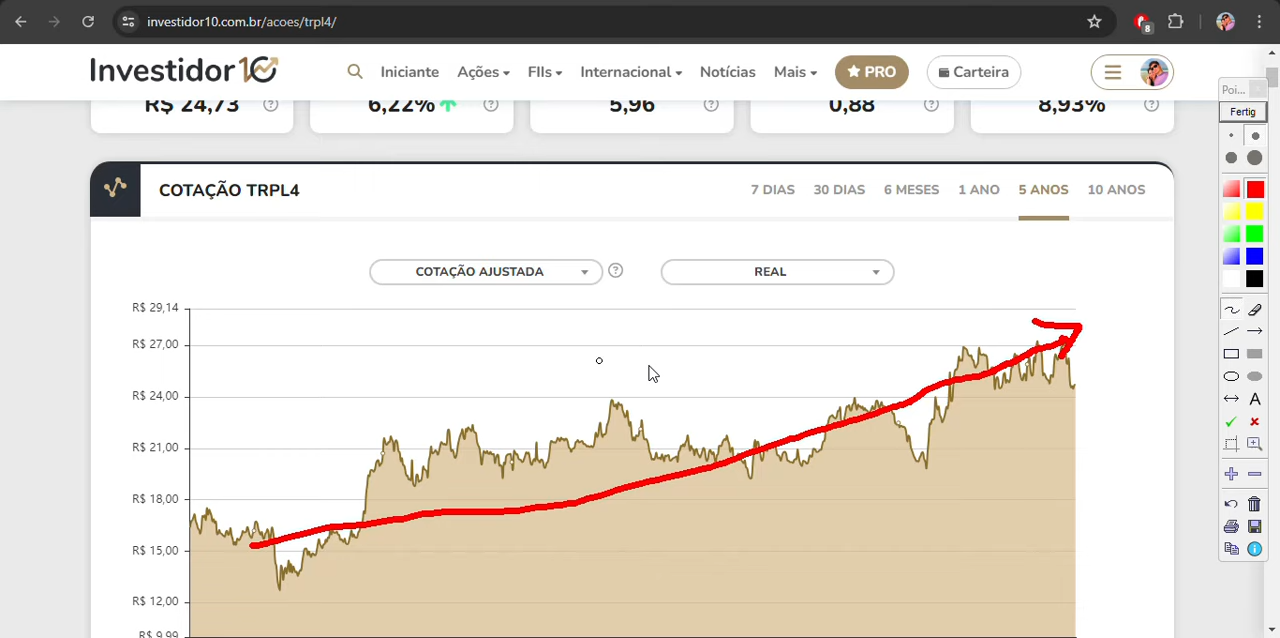 investidor10.com.br/acoes/trpl4/
8
Investidor10
Iniciante
Ações
FIIs
Internacional
Notícias
Mais
PRO
Carteira
Poi...
Fertig
R$ 24,73
6,22%
5,96
0,88
8,93%
COTAÇÃO TRPL4
7 DIAS
30 DIAS
6 MESES
1 ANO
5 ANOS
10 ANOS
COTAÇÃO AJUSTADA
REAL
R$ 29,14
R$ 27,00
R$ 24,00
R$ 21,00
R$ 18,00
R$ 15,00
R$ 12,00
R$ 9,99
A